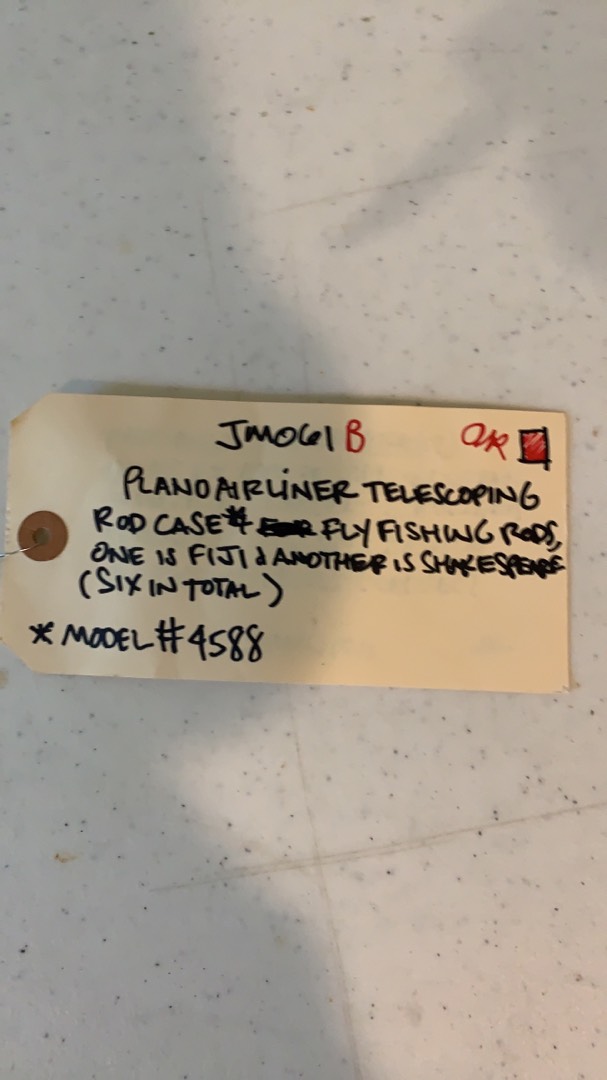 JM061 B QR
PLANO AIRLINER TELESCOPING
ROD CASE* & FLY FISHING RODS,
ONE IS FIJI & ANOTHER IS SHAKESPEARE
(SIX IN TOTAL)
* MODEL #4588